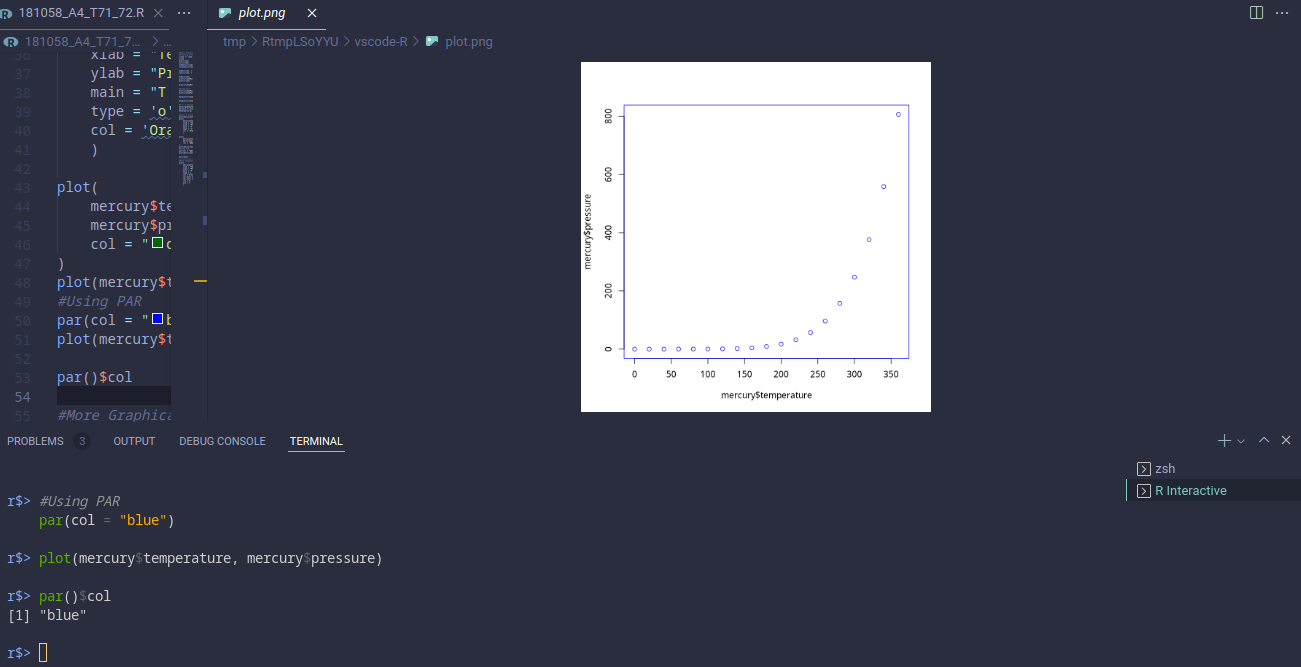 181058_A4_T71_72.R
plot.png
181058_A4_T71_7… > …
tmp > RtmpLSoYYU > vscode-R > plot.png
36 xlab = "Te
37 ylab = "Pr
38 main = "T
39 type = 'o'
40 col = 'Ora
41 )
42
43 plot(
44 mercury$te
45 mercury$pr
46 col = "
47 )
48 plot(mercury$t
49 #Using PAR
50 par(col = "b
51 plot(mercury$t
52
53 par()$col
54
55 #More Graphica
mercury$pressure
800
600
400
200
0
0 50 100 150 200 250 300 350
mercury$temperature
PROBLEMS 3 OUTPUT DEBUG CONSOLE TERMINAL
zsh
R Interactive
r$> #Using PAR
par(col = "blue")
r$> plot(mercury$temperature, mercury$pressure)
r$> par()$col
[1] "blue"
r$>